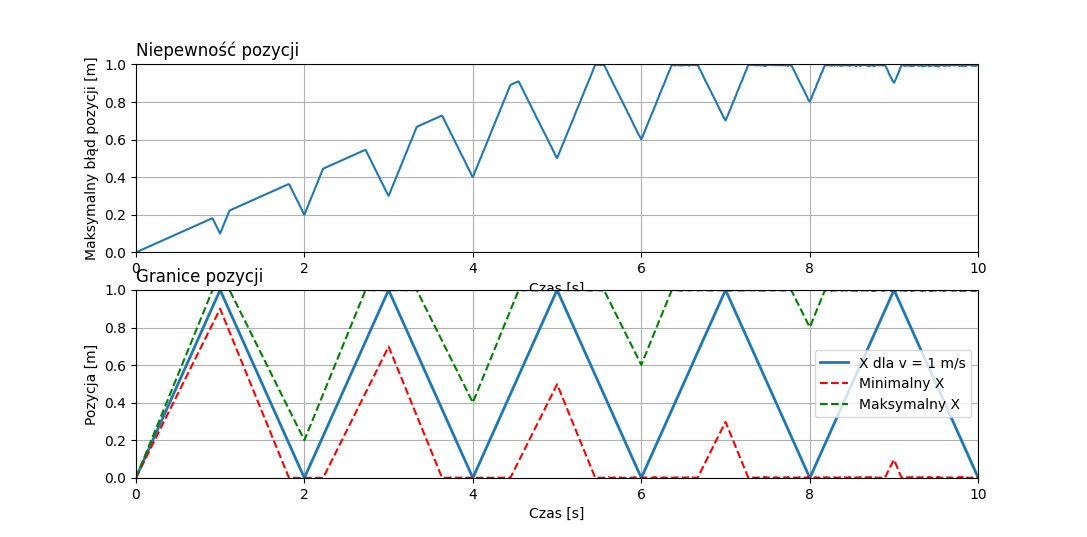 Niepewność pozycji
Maksymalny błąd pozycji [m]
1.0
0.8
0.6
0.4
0.2
0.0
0 2 4 6 8 10
Czas [s]
Granice pozycji
Pozycja [m]
1.0
0.8
0.6
0.4
0.2
0.0
X dla v = 1 m/s
Minimalny X
Maksymalny X
0 2 4 6 8 10
Czas [s]